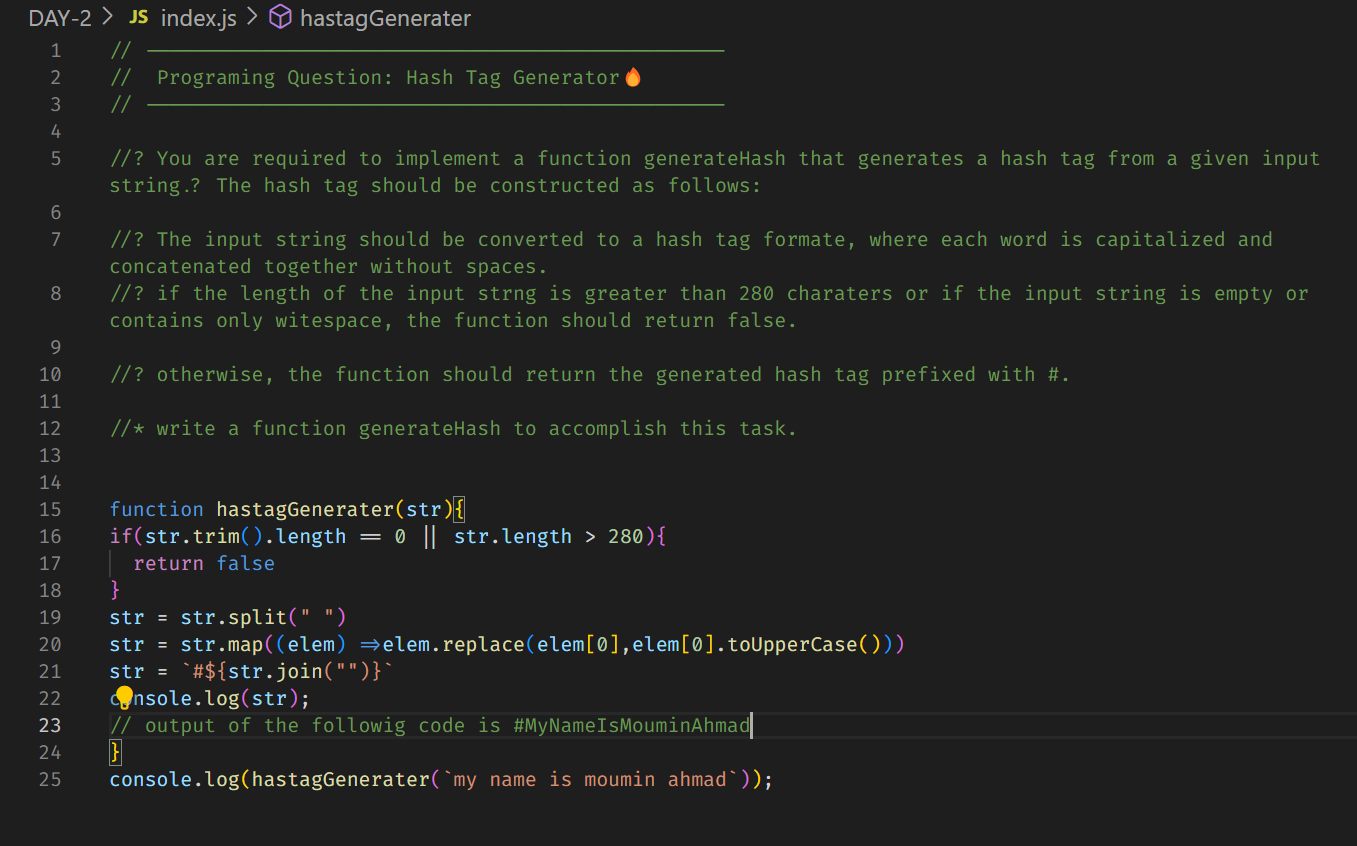 DAY-2 > JS index.js > hastagGenerater
1 // ─────────────────────────────────────────────────
2 //  Programing Question: Hash Tag Generator🔥
3 // ─────────────────────────────────────────────────
4
5 //? You are required to implement a function generateHash that generates a hash tag from a given input
string.? The hash tag should be constructed as follows:
6
7 //? The input string should be converted to a hash tag formate, where each word is capitalized and
concatenated together without spaces.
8 //? if the length of the input strng is greater than 280 charaters or if the input string is empty or
contains only witespace, the function should return false.
9
10 //? otherwise, the function should return the generated hash tag prefixed with #.
11
12 //* write a function generateHash to accomplish this task.
13
14
15 function hastagGenerater(str){
16 if(str.trim().length == 0 || str.length > 280){
17   return false
18 }
19 str = str.split(" ")
20 str = str.map((elem) =>elem.replace(elem[0],elem[0].toUpperCase()))
21 str = `#${str.join("")}`
22 console.log(str);
23 // output of the followig code is #MyNameIsMouminAhmad
24 }
25 console.log(hastagGenerater(`my name is moumin ahmad`));